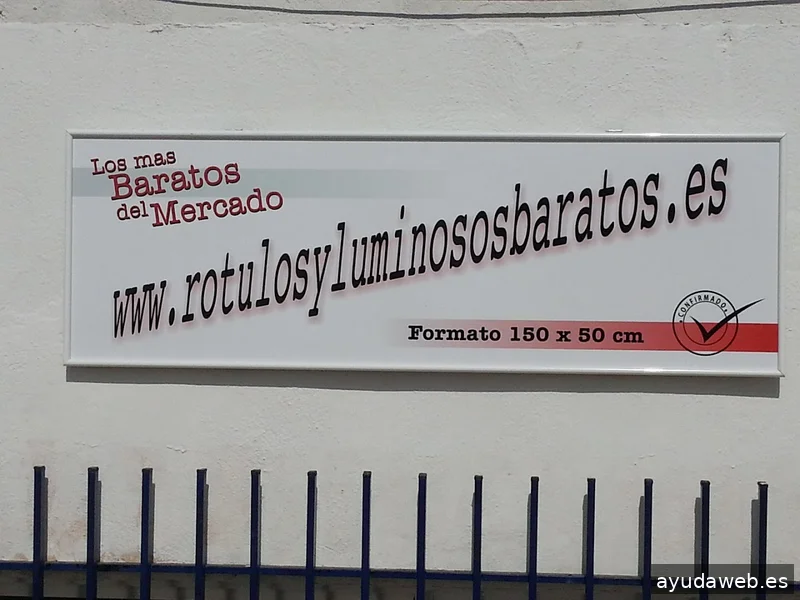 Los mas
Baratos
del Mercado
www.rotulosyluminososbaratos.es
Formato 150 x 50 cm
CONFIRMADO
ayudaweb.es